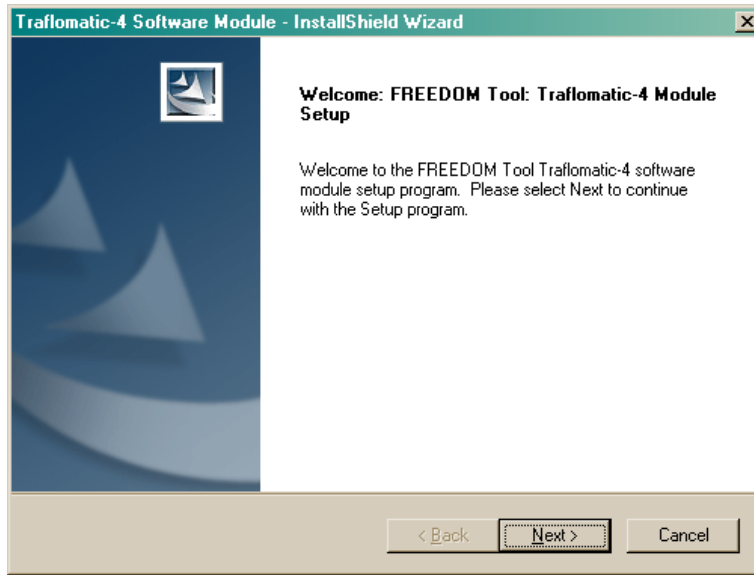 Traflomatic-4 Software Module - InstallShield Wizard
Welcome: FREEDOM Tool: Traflomatic-4 Module
Setup
Welcome to the FREEDOM Tool Traflomatic-4 software
module setup program. Please select Next to continue
with the Setup program.
< Back Next > Cancel